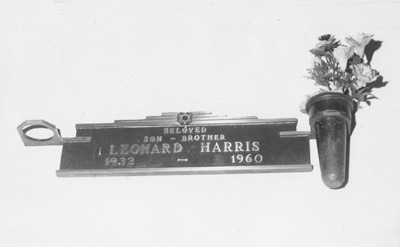 BELOVED
SON - BROTHER
LEONARD HARRIS
1932 - 1960